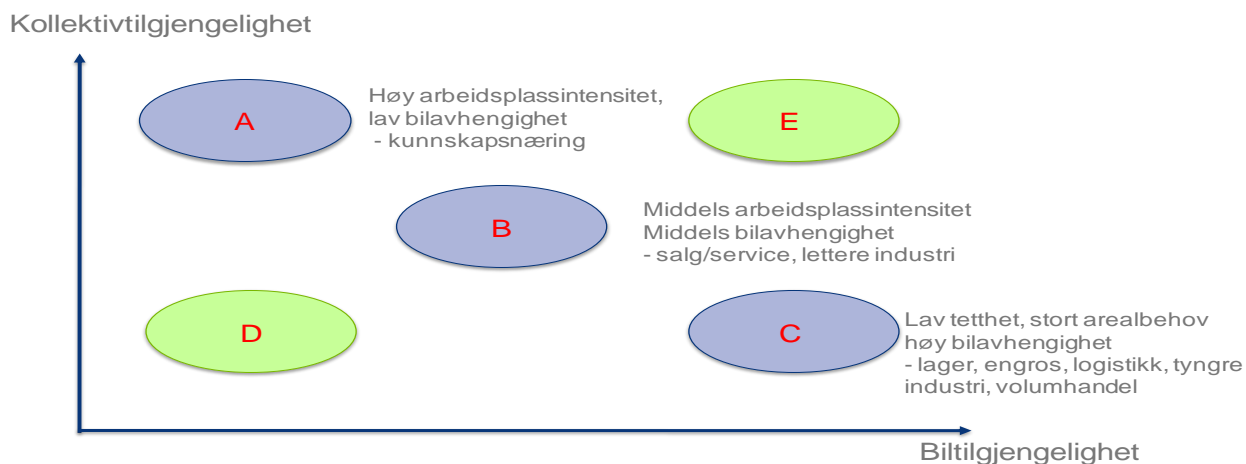 Kollektivtilgjengelighet
A
Høy arbeidsplassintensitet,
lav bilavhengighet
- kunnskapsnæring
E
B
Middels arbeidsplassintensitet
Middels bilavhengighet
- salg/service, lettere industri
D
C
Lav tetthet, stort arealbehov
høy bilavhengighet
- lager, engros, logistikk, tyngre
industri, volumhandel
Biltilgjengelighet